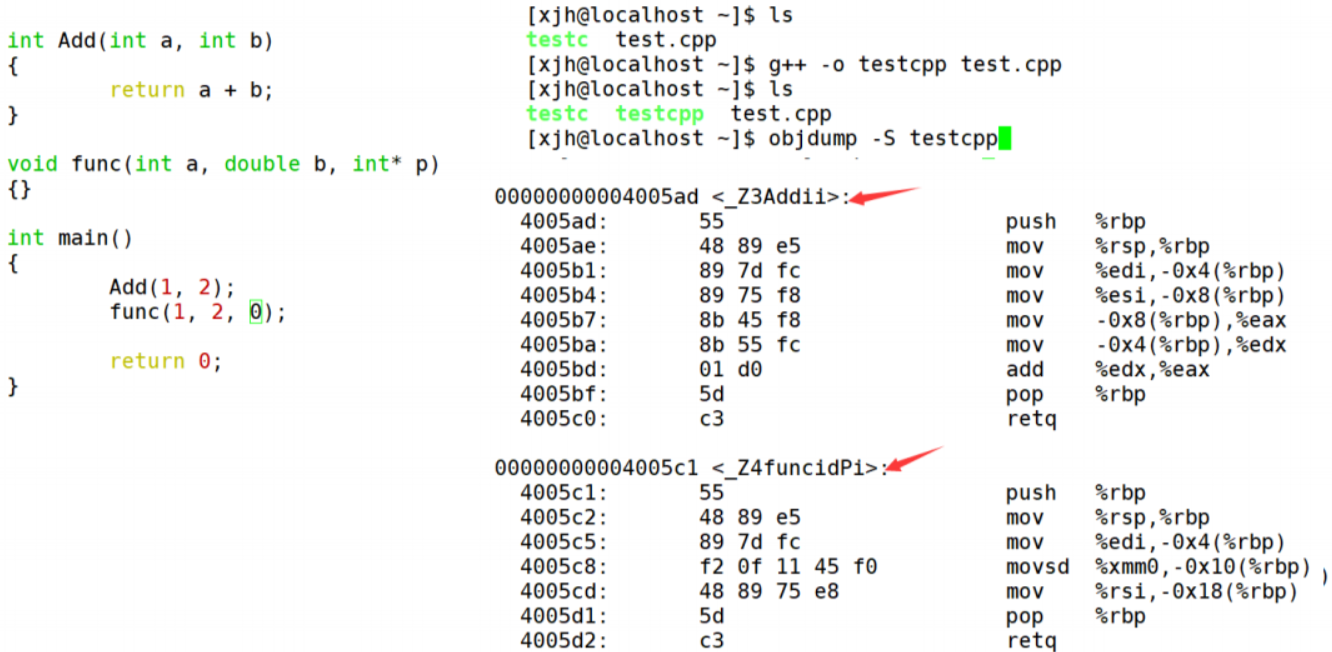 int Add(int a, int b)
{
return a + b;
}
void func(int a, double b, int* p)
{}
int main()
{
Add(1, 2);
func(1, 2, 0);
return 0;
}
[xjh@localhost ~]$ ls
testc  test.cpp
[xjh@localhost ~]$ g++ -o testcpp test.cpp
[xjh@localhost ~]$ ls
testc  testcpp  test.cpp
[xjh@localhost ~]$ objdump -S testcpp
00000000004005ad <_Z3Addii>:
4005ad: 55 push %rbp
4005ae: 48 89 e5 mov %rsp,%rbp
4005b1: 89 7d fc mov %edi,-0x4(%rbp)
4005b4: 89 75 f8 mov %esi,-0x8(%rbp)
4005b7: 8b 45 f8 mov -0x8(%rbp),%eax
4005ba: 8b 55 fc mov -0x4(%rbp),%edx
4005bd: 01 d0 add %edx,%eax
4005bf: 5d pop %rbp
4005c0: c3 retq
00000000004005c1 <_Z4funcidPi>:
4005c1: 55 push %rbp
4005c2: 48 89 e5 mov %rsp,%rbp
4005c5: 89 7d fc mov %edi,-0x4(%rbp)
4005c8: f2 0f 11 45 f0 movsd %xmm0,-0x10(%rbp) )
4005cd: 48 89 75 e8 mov %rsi,-0x18(%rbp)
4005d1: 5d pop %rbp
4005d2: c3 retq